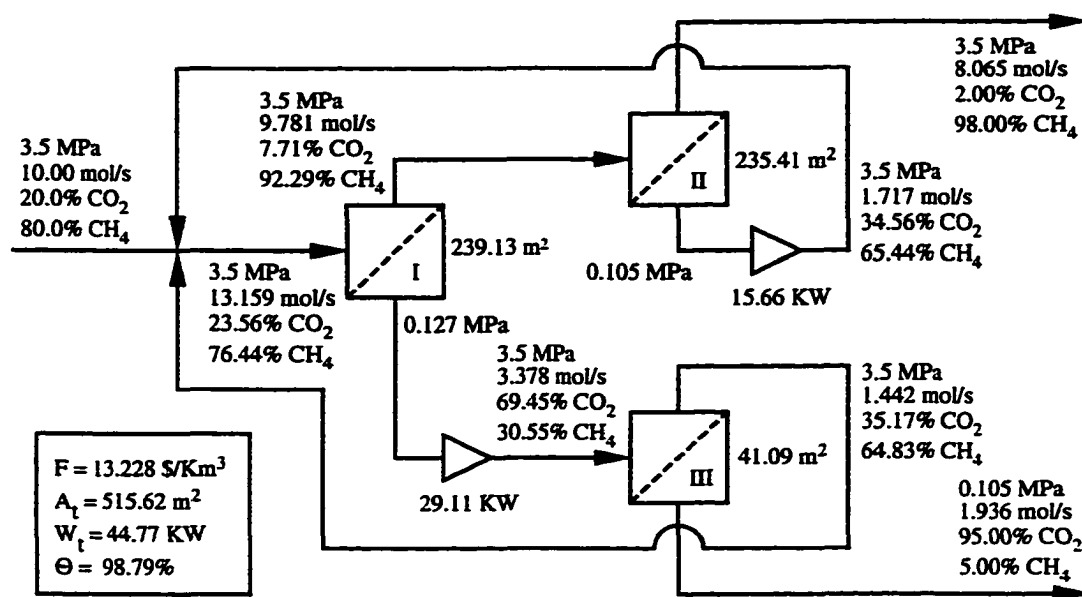 3.5 MPa
8.065 mol/s
2.00% CO₂
98.00% CH₄
3.5 MPa
9.781 mol/s
7.71% CO₂
92.29% CH₄
II
235.41 m²
3.5 MPa
10.00 mol/s
20.0% CO₂
80.0% CH₄
3.5 MPa
1.717 mol/s
34.56% CO₂
65.44% CH₄
I
239.13 m²
0.105 MPa
15.66 KW
3.5 MPa
13.159 mol/s
23.56% CO₂
76.44% CH₄
0.127 MPa
3.5 MPa
3.378 mol/s
69.45% CO₂
30.55% CH₄
29.11 KW
III
41.09 m²
3.5 MPa
1.442 mol/s
35.17% CO₂
64.83% CH₄
F = 13.228 $/Km³
Aₜ = 515.62 m²
Wₜ = 44.77 KW
Θ = 98.79%
0.105 MPa
1.936 mol/s
95.00% CO₂
5.00% CH₄